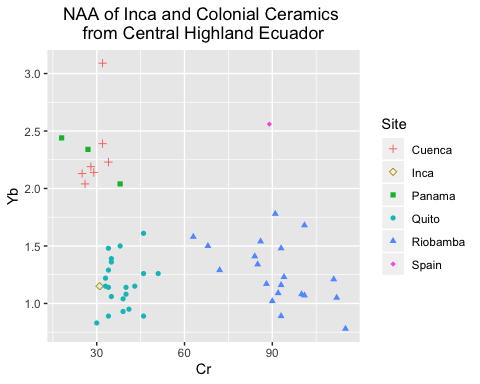 NAA of Inca and Colonial Ceramics
from Central Highland Ecuador
Yb
3.0
2.5
2.0
1.5
1.0
30
60
90
Cr
Site
Cuenca
Inca
Panama
Quito
Riobamba
Spain